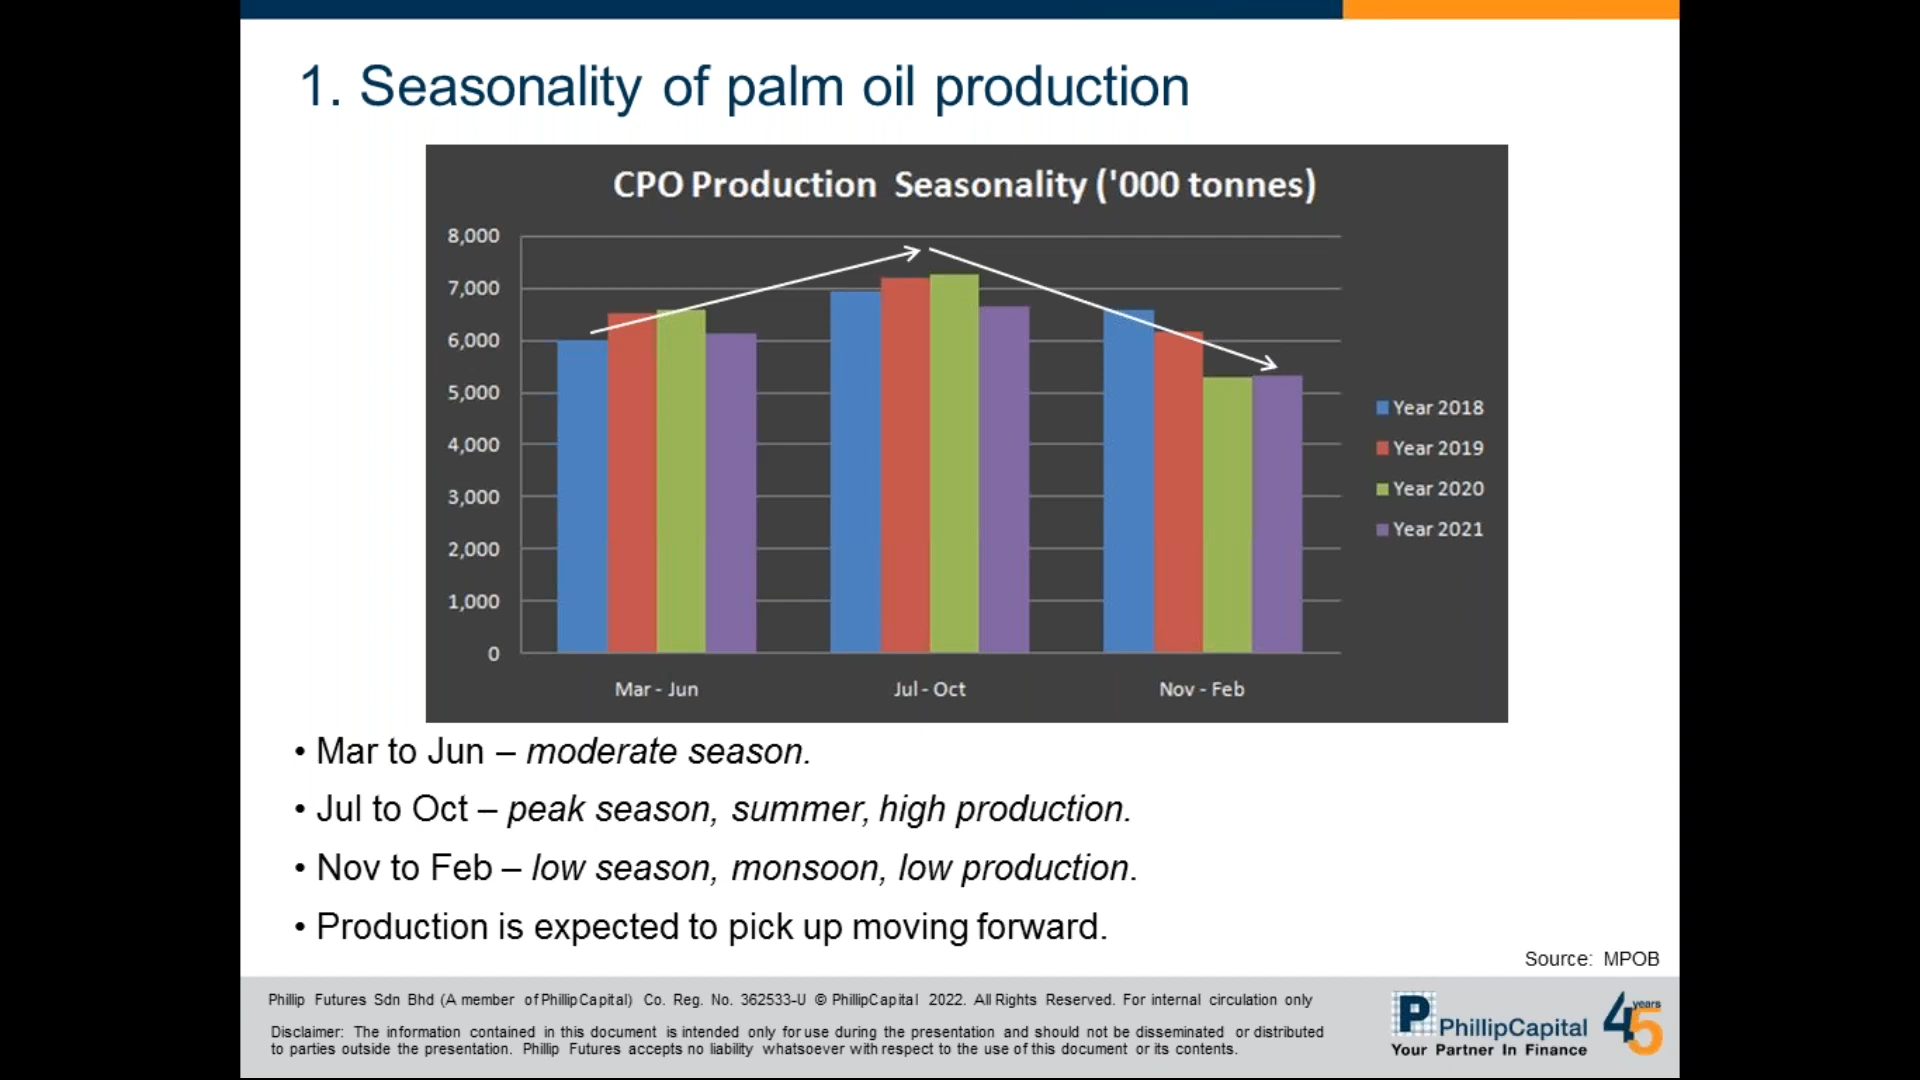 1. Seasonality of palm oil production
CPO Production Seasonality ('000 tonnes)
8,000
7,000
6,000
5,000
4,000
3,000
2,000
1,000
0
Mar - Jun
Jul - Oct
Nov - Feb
Year 2018
Year 2019
Year 2020
Year 2021
• Mar to Jun – moderate season.
• Jul to Oct – peak season, summer, high production.
• Nov to Feb – low season, monsoon, low production.
• Production is expected to pick up moving forward.
Source: MPOB
Phillip Futures Sdn Bhd (A member of PhillipCapital) Co. Reg. No. 362533-U © PhillipCapital 2022. All Rights Reserved. For internal circulation only
Disclaimer: The information contained in this document is intended only for use during the presentation and should not be disseminated or distributed
to parties outside the presentation. Phillip Futures accepts no liability whatsoever with respect to the use of this document or its contents.
P PhillipCapital
Your Partner In Finance
45 years